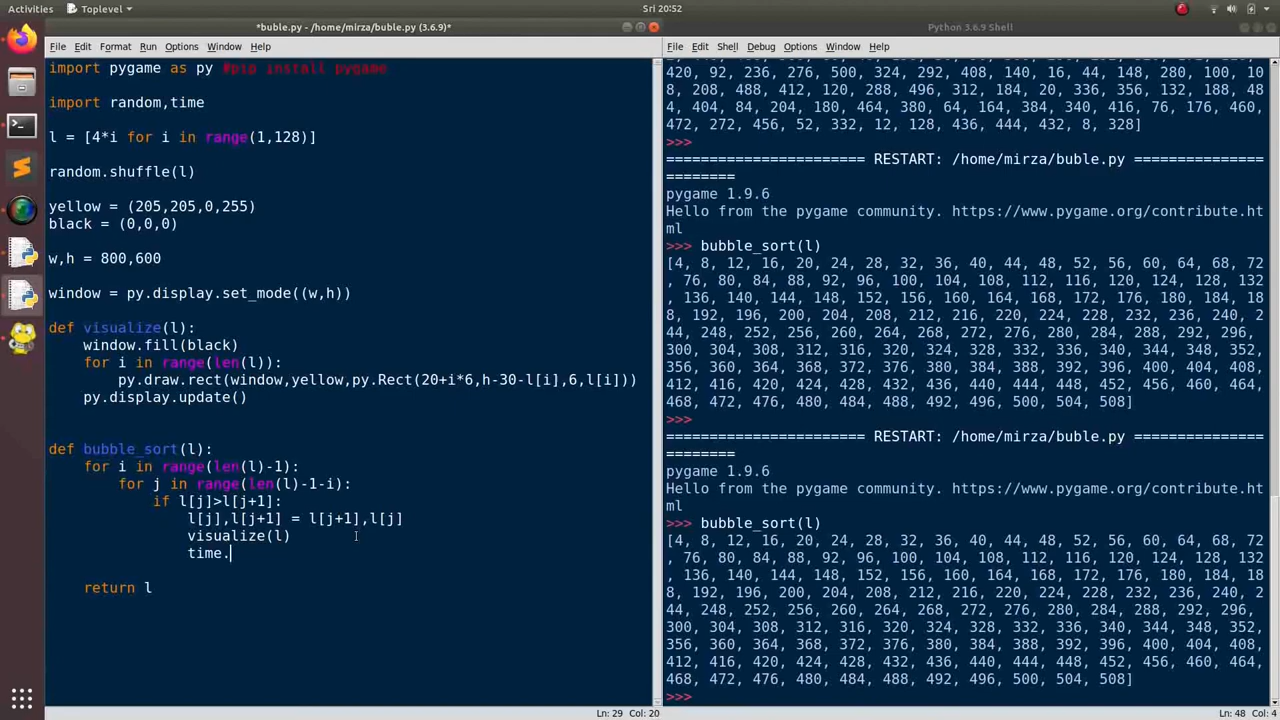 Activities
Toplevel
Sri 20:52
*buble.py - /home/mirza/buble.py (3.6.9)*
File Edit Format Run Options Window Help
import pygame as py #pip install pygame
import random,time
l = [4*i for i in range(1,128)]
random.shuffle(l)
yellow = (205,205,0,255)
black = (0,0,0)
w,h = 800,600
window = py.display.set_mode((w,h))
def visualize(l):
    window.fill(black)
    for i in range(len(l)):
        py.draw.rect(window,yellow,py.Rect(20+i*6,h-30-l[i],6,l[i]))
    py.display.update()
def bubble_sort(l):
    for i in range(len(l)-1):
        for j in range(len(l)-1-i):
            if l[j]>l[j+1]:
                l[j],l[j+1] = l[j+1],l[j]
                visualize(l)
                time.
    return l
Ln: 29 Col: 20
Python 3.6.9 Shell
File Edit Shell Debug Options Window Help
420, 92, 236, 276, 500, 324, 292, 408, 140, 16, 44, 148, 280, 100, 10
8, 208, 488, 412, 120, 288, 496, 312, 184, 20, 336, 356, 132, 188, 48
4, 404, 84, 204, 180, 464, 380, 64, 164, 384, 340, 416, 76, 176, 460,
472, 272, 456, 52, 332, 12, 128, 436, 444, 432, 8, 328]
>>>
======================= RESTART: /home/mirza/buble.py ===============
========
pygame 1.9.6
Hello from the pygame community. https://www.pygame.org/contribute.ht
ml
>>> bubble_sort(l)
[4, 8, 12, 16, 20, 24, 28, 32, 36, 40, 44, 48, 52, 56, 60, 64, 68, 72
, 76, 80, 84, 88, 92, 96, 100, 104, 108, 112, 116, 120, 124, 128, 132
, 136, 140, 144, 148, 152, 156, 160, 164, 168, 172, 176, 180, 184, 18
8, 192, 196, 200, 204, 208, 212, 216, 220, 224, 228, 232, 236, 240, 2
44, 248, 252, 256, 260, 264, 268, 272, 276, 280, 284, 288, 292, 296,
300, 304, 308, 312, 316, 320, 324, 328, 332, 336, 340, 344, 348, 352,
356, 360, 364, 368, 372, 376, 380, 384, 388, 392, 396, 400, 404, 408,
412, 416, 420, 424, 428, 432, 436, 440, 444, 448, 452, 456, 460, 464,
468, 472, 476, 480, 484, 488, 492, 496, 500, 504, 508]
>>>
======================= RESTART: /home/mirza/buble.py ===============
========
pygame 1.9.6
Hello from the pygame community. https://www.pygame.org/contribute.ht
ml
>>> bubble_sort(l)
[4, 8, 12, 16, 20, 24, 28, 32, 36, 40, 44, 48, 52, 56, 60, 64, 68, 72
, 76, 80, 84, 88, 92, 96, 100, 104, 108, 112, 116, 120, 124, 128, 132
, 136, 140, 144, 148, 152, 156, 160, 164, 168, 172, 176, 180, 184, 18
8, 192, 196, 200, 204, 208, 212, 216, 220, 224, 228, 232, 236, 240, 2
44, 248, 252, 256, 260, 264, 268, 272, 276, 280, 284, 288, 292, 296,
300, 304, 308, 312, 316, 320, 324, 328, 332, 336, 340, 344, 348, 352,
356, 360, 364, 368, 372, 376, 380, 384, 388, 392, 396, 400, 404, 408,
412, 416, 420, 424, 428, 432, 436, 440, 444, 448, 452, 456, 460, 464,
468, 472, 476, 480, 484, 488, 492, 496, 500, 504, 508]
>>>
Ln: 48 Col: 4